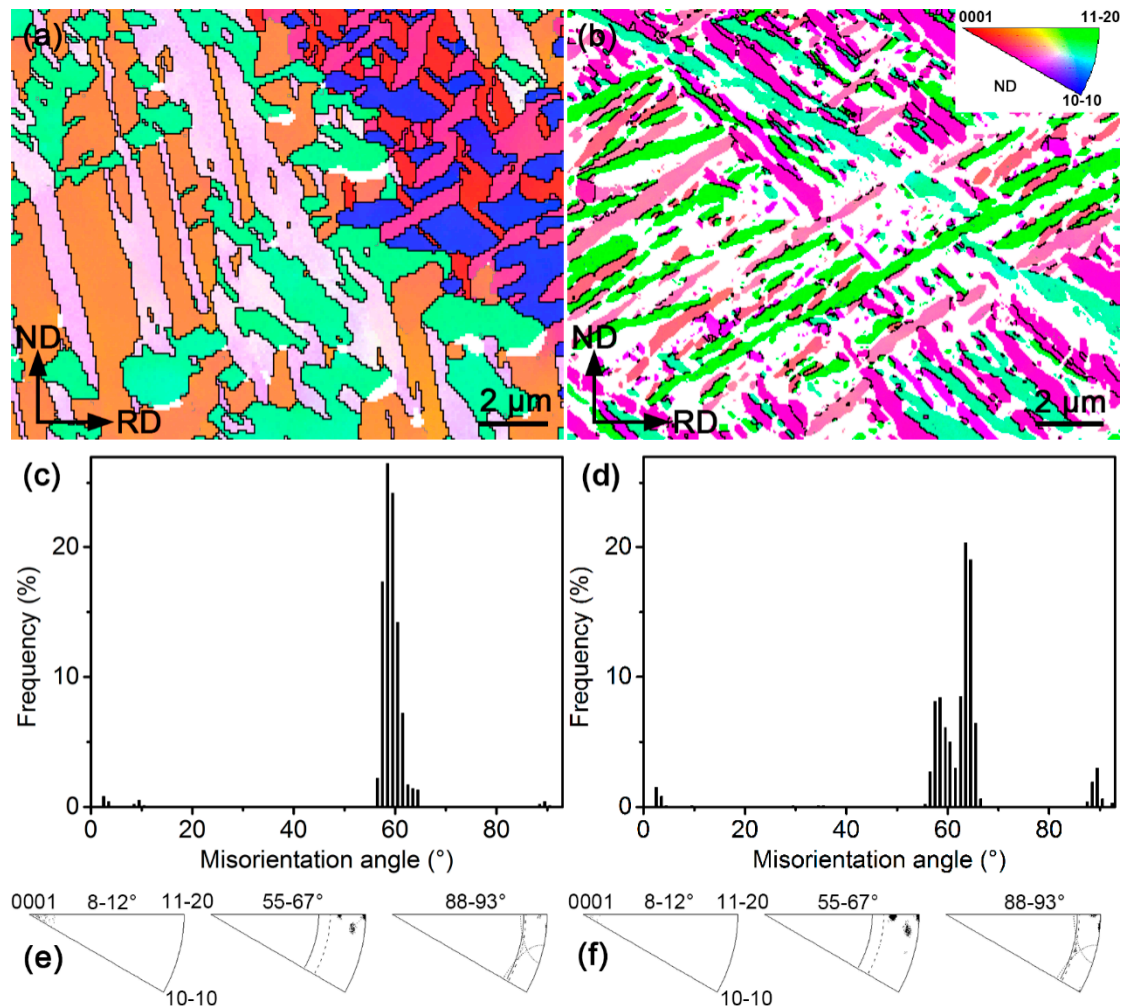 (a)
ND
RD
2 μm
(b)
0001
11-20
ND
10-10
ND
RD
2 μm
(c)
Frequency (%)
20
10
0
0 20 40 60 80
Misorientation angle (°)
(d)
Frequency (%)
20
10
0
0 20 40 60 80
Misorientation angle (°)
0001 8-12° 11-20 55-67° 88-93°
(e)
10-10
0001 8-12° 11-20 55-67° 88-93°
(f)
10-10